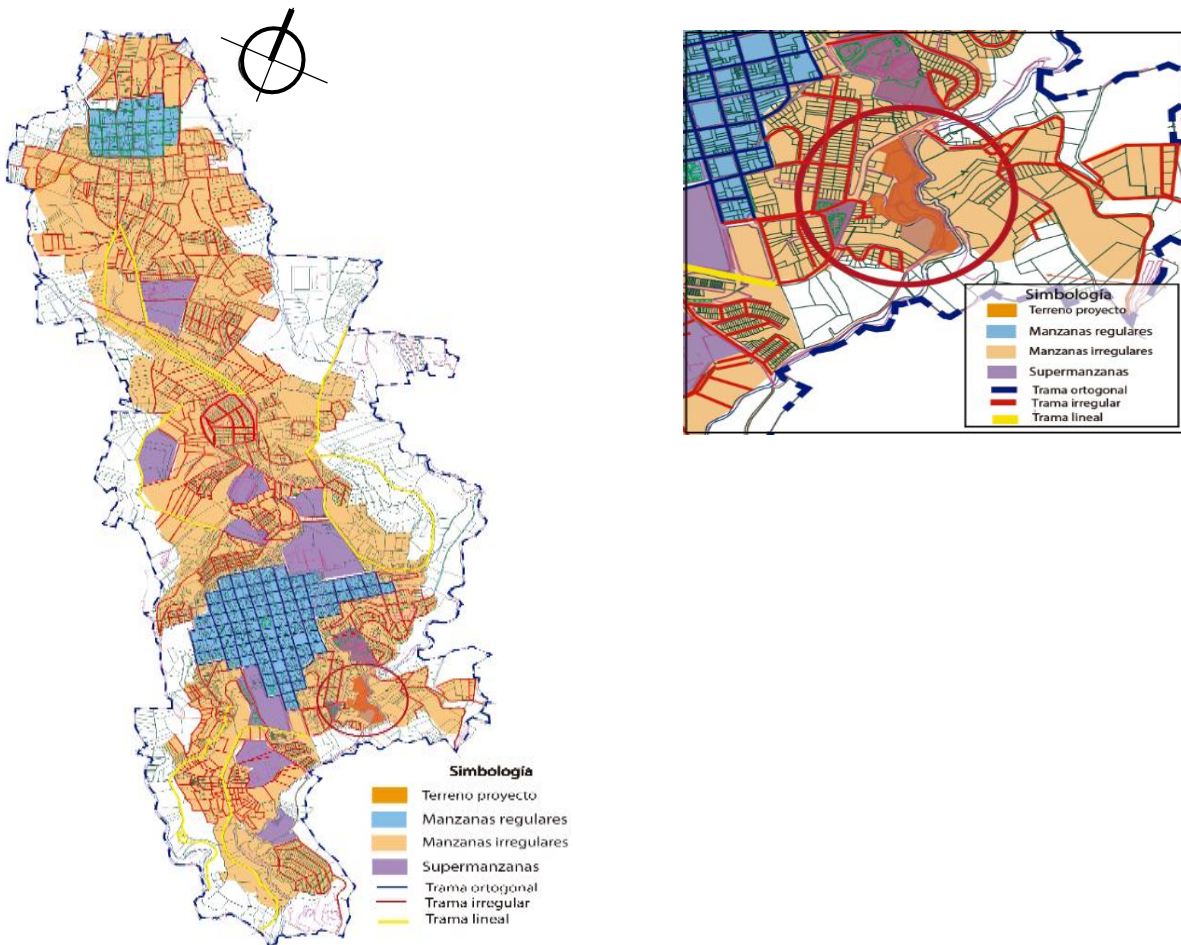 Simbología
Terreno proyecto
Manzanas regulares
Manzanas irregulares
Supermanzanas
Trama ortogonal
Trama irregular
Trama lineal
Simbología
Terreno proyecto
Manzanas regulares
Manzanas irregulares
Supermanzanas
Trama ortogonal
Trama irregular
Trama lineal